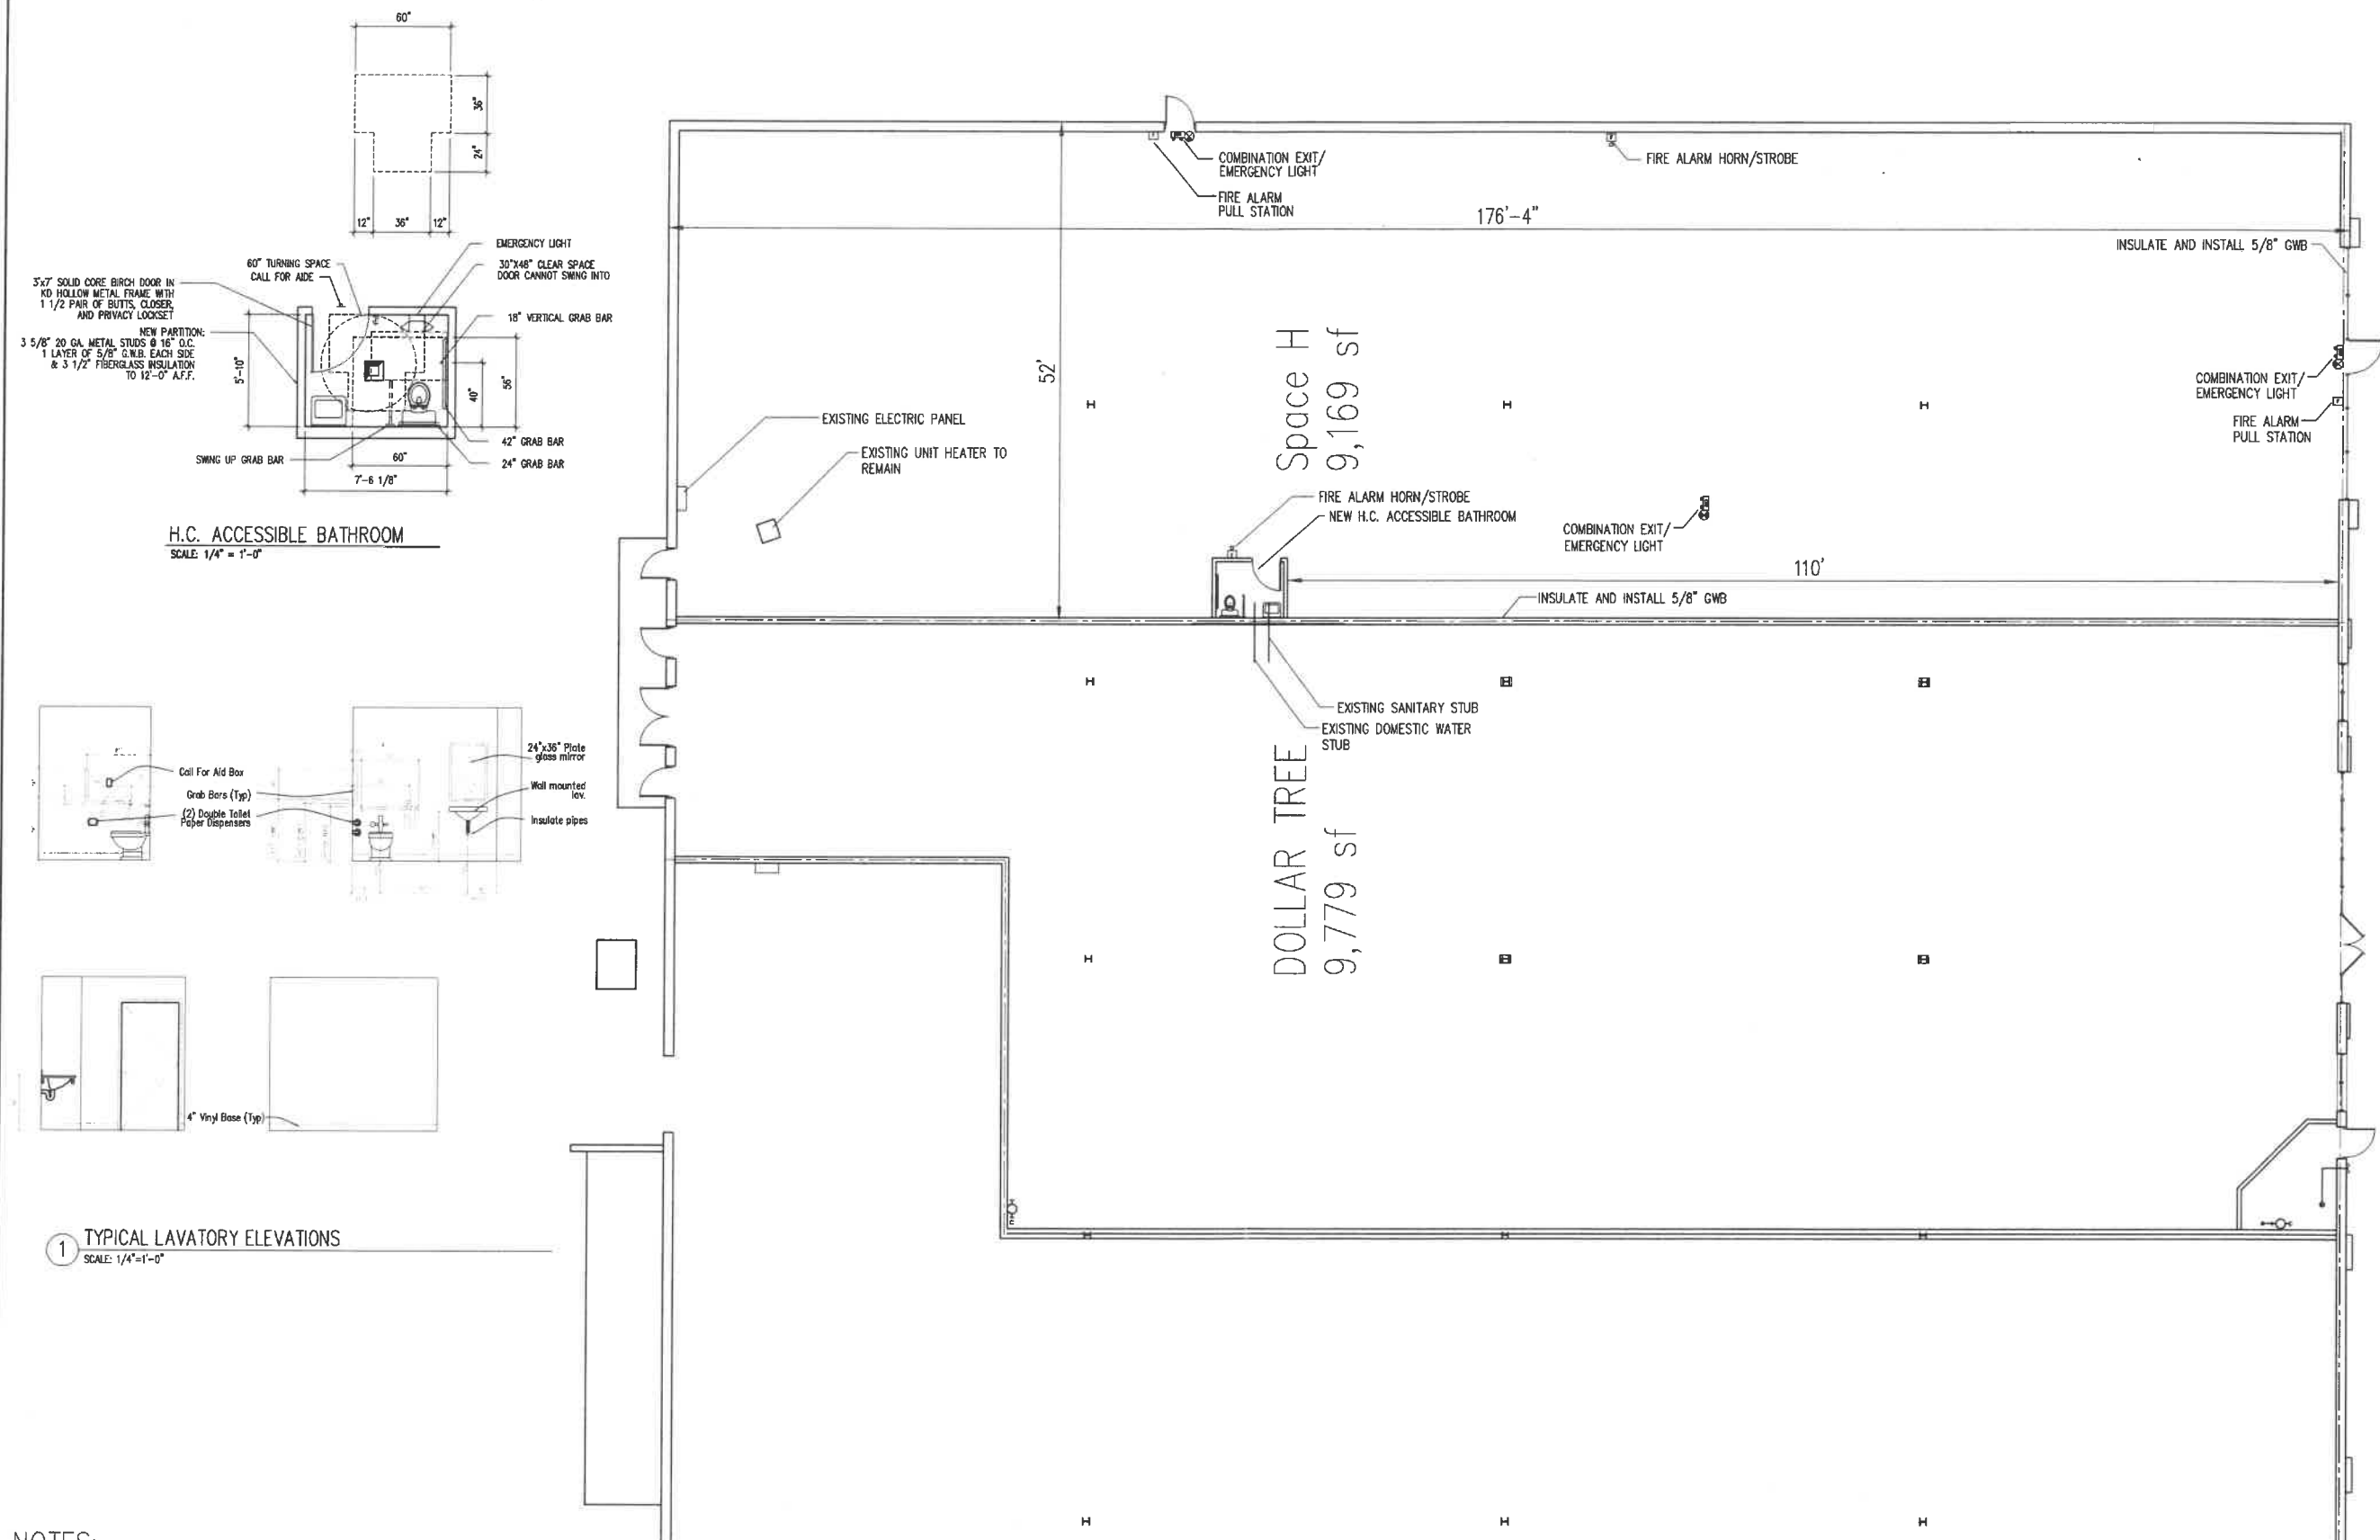 60"
36"
24"
12"
36"
12"
EMERGENCY LIGHT
60" TURNING SPACE
CALL FOR AIDE
30"X48" CLEAR SPACE
DOOR CANNOT SWING INTO
3'x7' SOLID CORE BIRCH DOOR IN
KD HOLLOW METAL FRAME WITH
1 1/2 PAIR OF BUTTS, CLOSER,
AND PRIVACY LOCKSET
18" VERTICAL GRAB BAR
NEW PARTITION:
3 5/8" 20 GA. METAL STUDS @ 16" O.C.
1 LAYER OF 5/8" G.W.B. EACH SIDE
& 3 1/2" FIBERGLASS INSULATION
TO 12'-0" A.F.F.
5'-10"
40"
56"
42" GRAB BAR
SWING UP GRAB BAR
60"
24" GRAB BAR
7'-6 1/8"
H.C. ACCESSIBLE BATHROOM
SCALE: 1/4" = 1'-0"
Call For Aid Box
Grab Bars (Typ)
(2) Double Toilet
Paper Dispensers
24"x36" Plate
glass mirror
Wall mounted
lav.
Insulate pipes
4" Vinyl Base (Typ)
1
TYPICAL LAVATORY ELEVATIONS
SCALE: 1/4"=1'-0"
NOTES:
COMBINATION EXIT/
EMERGENCY LIGHT
FIRE ALARM
PULL STATION
FIRE ALARM HORN/STROBE
176'-4"
INSULATE AND INSTALL 5/8" GWB
52'
Space H
9,169 sf
COMBINATION EXIT/
EMERGENCY LIGHT
FIRE ALARM
PULL STATION
EXISTING ELECTRIC PANEL
EXISTING UNIT HEATER TO
REMAIN
FIRE ALARM HORN/STROBE
NEW H.C. ACCESSIBLE BATHROOM
COMBINATION EXIT/
EMERGENCY LIGHT
110'
INSULATE AND INSTALL 5/8" GWB
EXISTING SANITARY STUB
EXISTING DOMESTIC WATER
STUB
DOLLAR TREE
9,779 sf